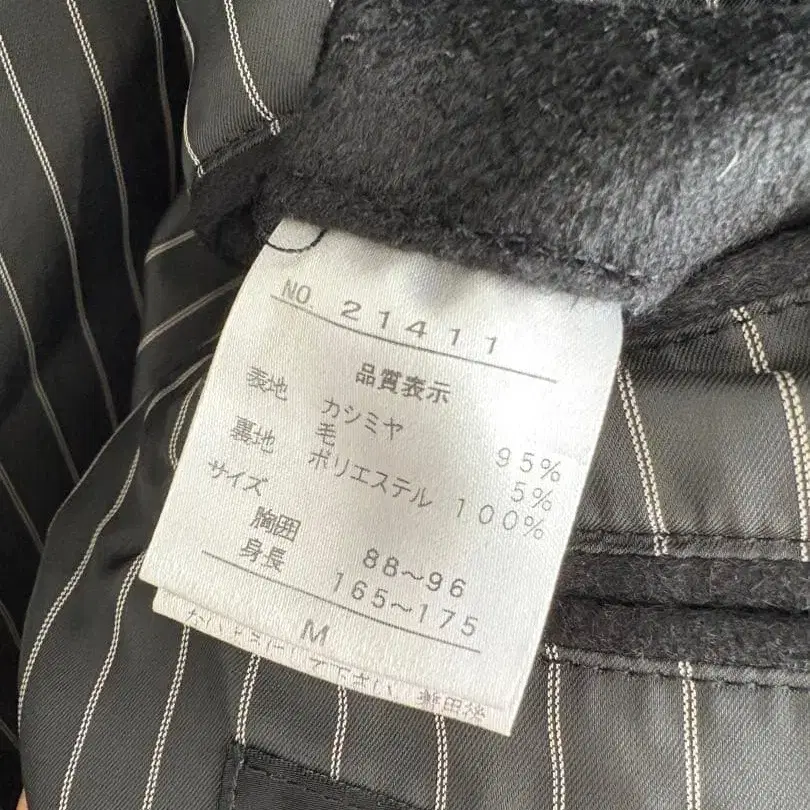 NO. 21411
品質表示
表地 カシミヤ 95%
毛 5%
裏地 ポリエステル 100%
サイズ
胸囲 88~96
身長 165~175
M